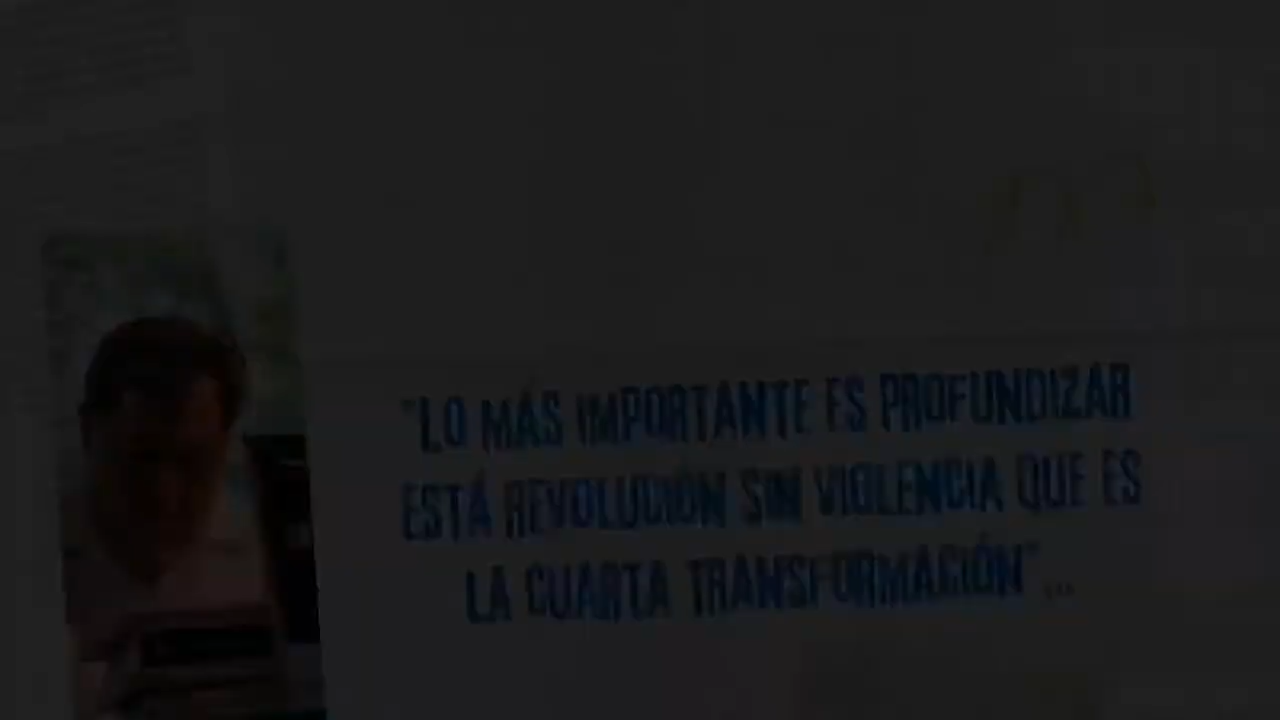 "LO MÁS IMPORTANTE ES PROFUNDIZAR
ESTÁ REVOLUCIÓN SIN VIOLENCIA QUE ES
LA CUARTA TRANSFORMACIÓN"...